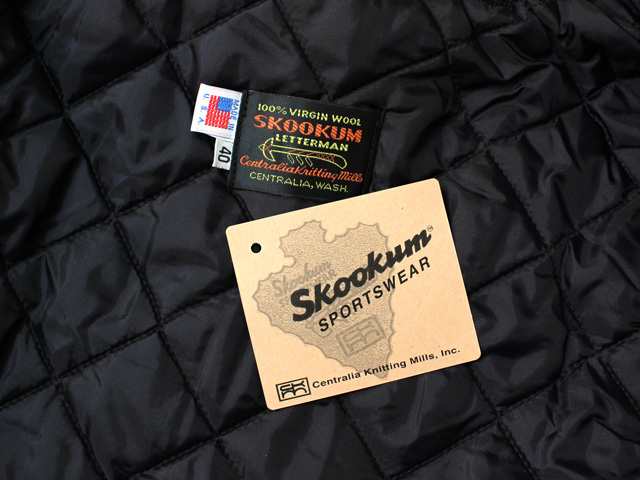 MADE IN
U.S.A
40
100% VIRGIN WOOL
SKOOKUM
LETTERMAN
Centralia Knitting Mills
CENTRALIA, WASH.
Skookum
Skookum
SPORTSWEAR
Centralia Knitting Mills, Inc.